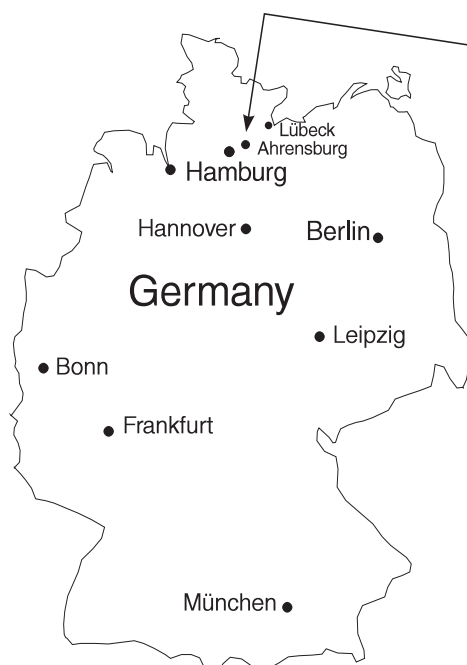 Lübeck
Ahrensburg
Hamburg
Hannover
Berlin
Germany
Leipzig
Bonn
Frankfurt
München